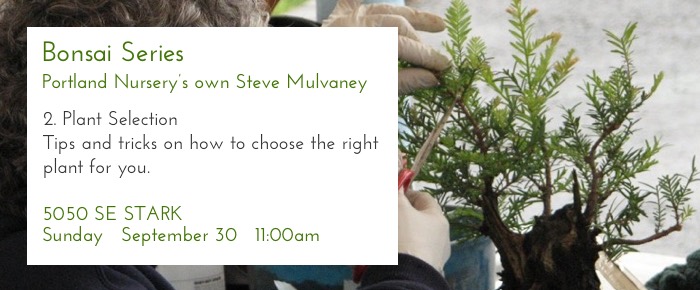 Bonsai Series
Portland Nursery's own Steve Mulvaney
2. Plant Selection
Tips and tricks on how to choose the right
plant for you.
5050 SE STARK
Sunday September 30 11:00am